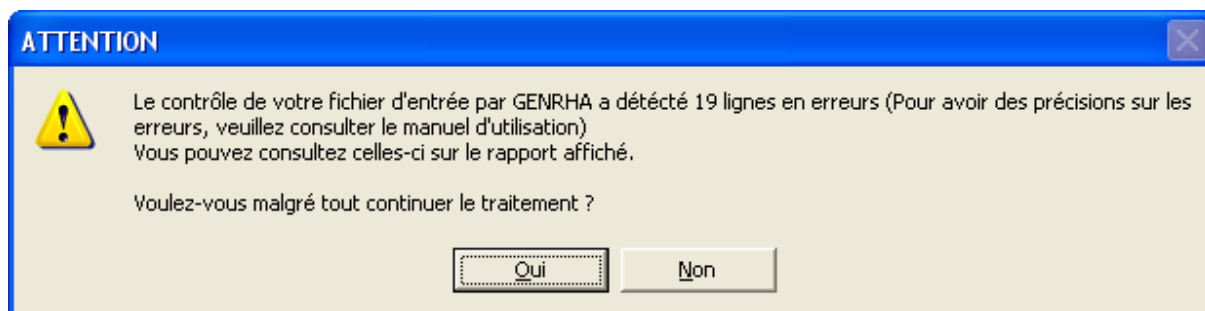 ATTENTION
Le contrôle de votre fichier d'entrée par GENRHA a détécté 19 lignes en erreurs (Pour avoir des précisions sur les
erreurs, veuillez consulter le manuel d'utilisation)
Vous pouvez consultez celles-ci sur le rapport affiché.
Voulez-vous malgré tout continuer le traitement ?
Oui
Non